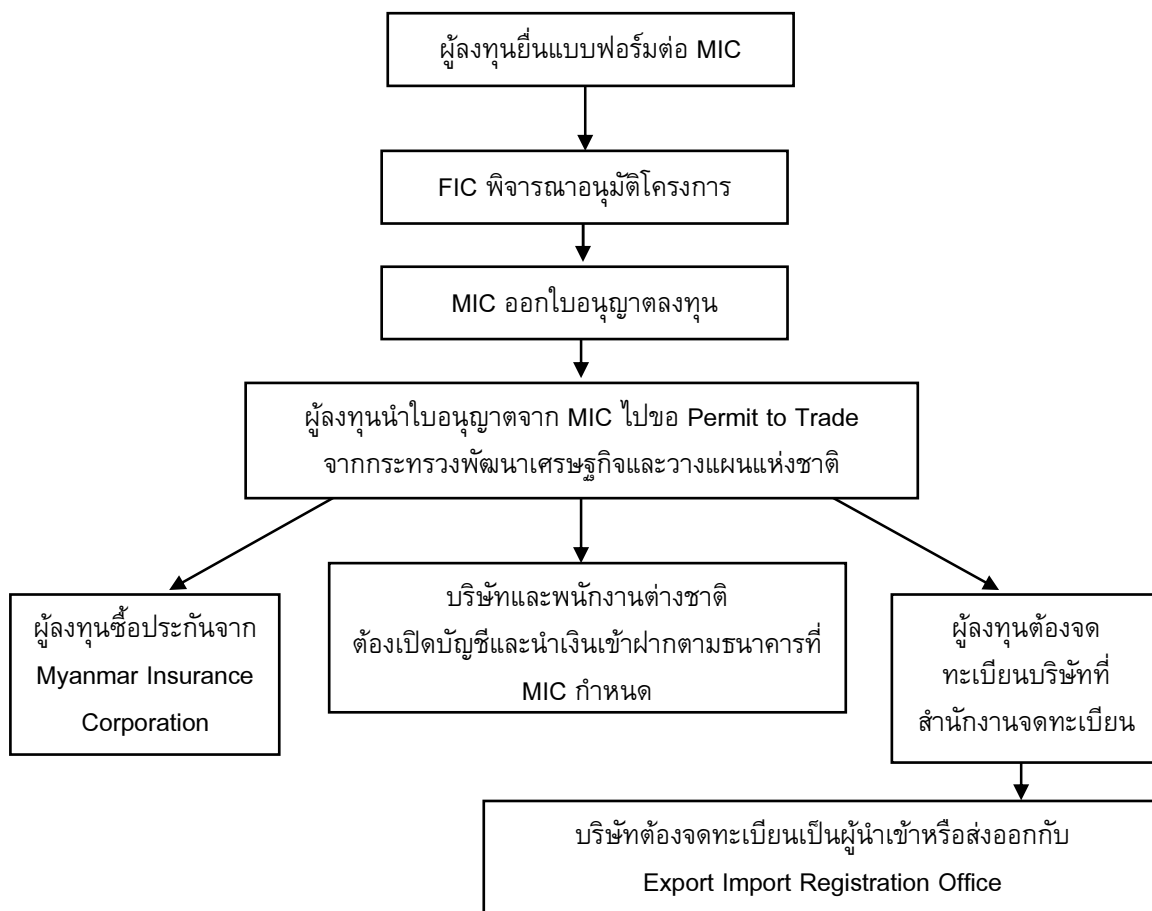 ผู้ลงทุนยื่นแบบฟอร์มต่อ MIC
FIC พิจารณาอนุมัติโครงการ
MIC ออกใบอนุญาตลงทุน
ผู้ลงทุนนำใบอนุญาตจาก MIC ไปขอ Permit to Trade
จากกระทรวงพัฒนาเศรษฐกิจและวางแผนแห่งชาติ
ผู้ลงทุนซื้อประกันจาก
Myanmar Insurance
Corporation
บริษัทและพนักงานต่างชาติ
ต้องเปิดบัญชีและนำเงินเข้าฝากตามธนาคารที่
MIC กำหนด
ผู้ลงทุนต้องจด
ทะเบียนบริษัทที่
สำนักงานจดทะเบียน
บริษัทต้องจดทะเบียนเป็นผู้นำเข้าหรือส่งออกกับ
Export Import Registration Office